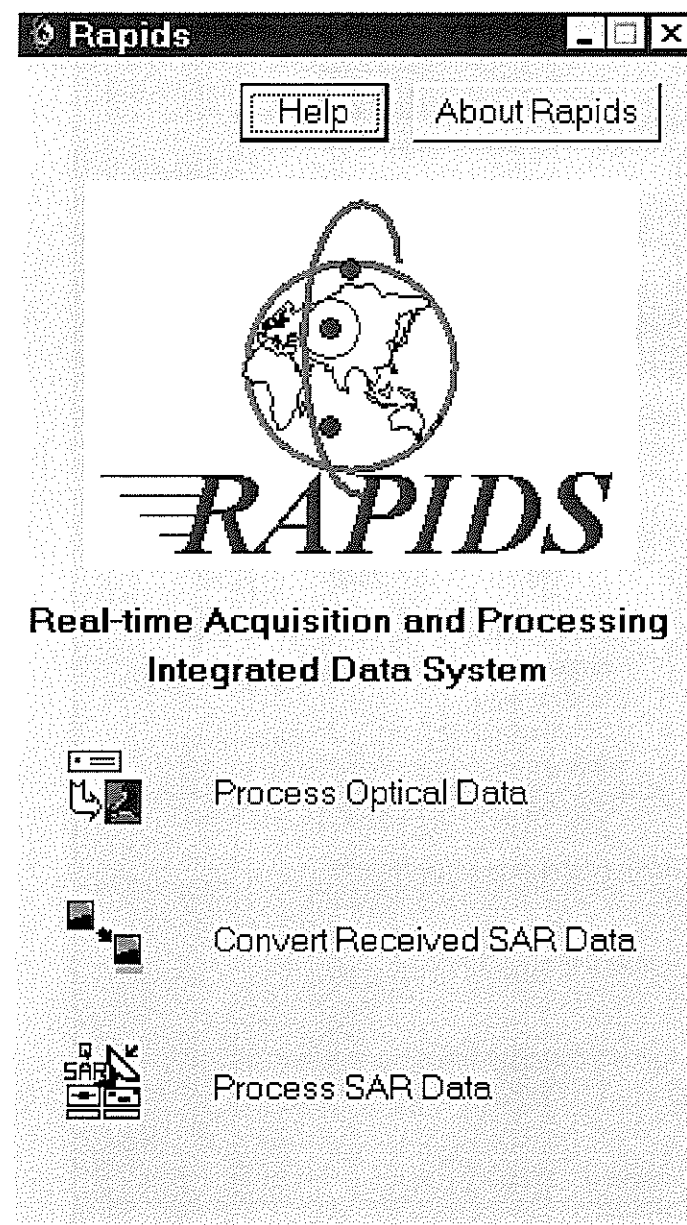 Rapids
Help
About Rapids
RAPIDS
Real-time Acquisition and Processing
Integrated Data System
Process Optical Data
Convert Received SAR Data
SAR
Process SAR Data